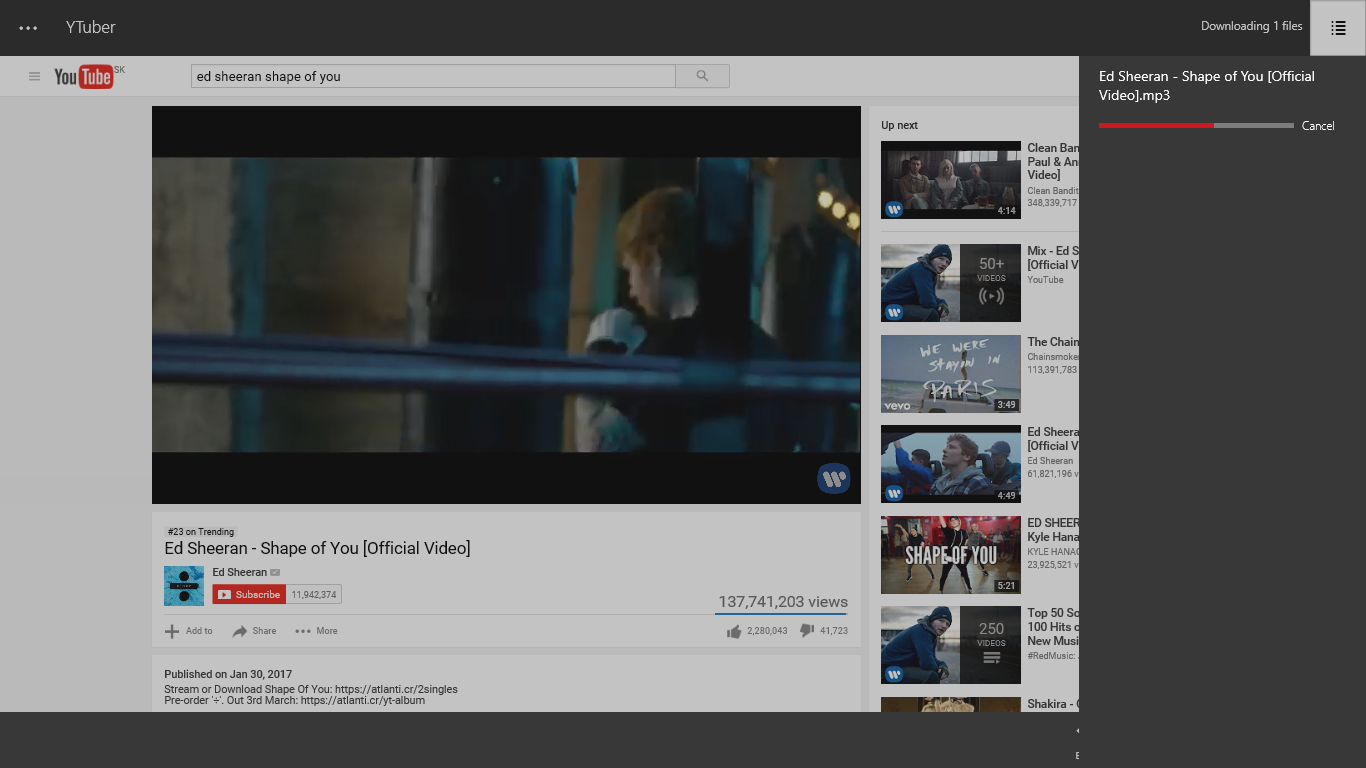 YTuber
Downloading 1 files
YouTube SK
ed sheeran shape of you
Ed Sheeran - Shape of You [Official
Video].mp3
Cancel
#23 on Trending
Ed Sheeran - Shape of You [Official Video]
Ed Sheeran
Subscribe 11,942,374
137,741,203 views
Add to Share More 2,280,043 41,723
Published on Jan 30, 2017
Stream or Download Shape Of You: https://atlanti.cr/2singles
Pre-order '÷'. Out 3rd March: https://atlanti.cr/yt-album
Up next
Clean Ban
Paul & An
Video]
Clean Bandit
348,339,717
4:14
Mix - Ed S
[Official V
YouTube
50+
VIDEOS
The Chain
Chainsmoke
113,391,783
WE WERE
STAYIN IN
PARIS
vevo
3:49
Ed Sheera
[Official V
Ed Sheeran
61,821,196 v
4:49
ED SHEER
Kyle Hana
KYLE HANAG
23,925,521 v
SHAPE OF YOU
5:21
Top 50 So
100 Hits
New Musi
#RedMusic:
250
VIDEOS
Shakira -